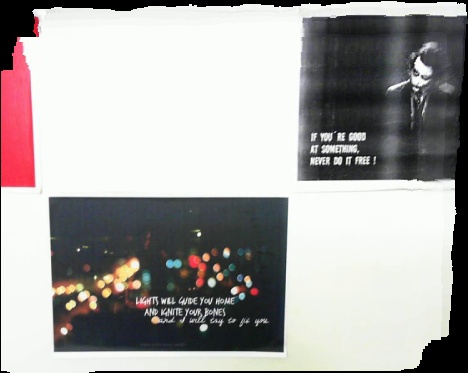 IF YOU´RE GOOD
AT SOMETHING,
NEVER DO IT FREE !
LIGHTS WILL GUIDE YOU HOME
AND IGNITE YOUR BONES
and I will try to fix you